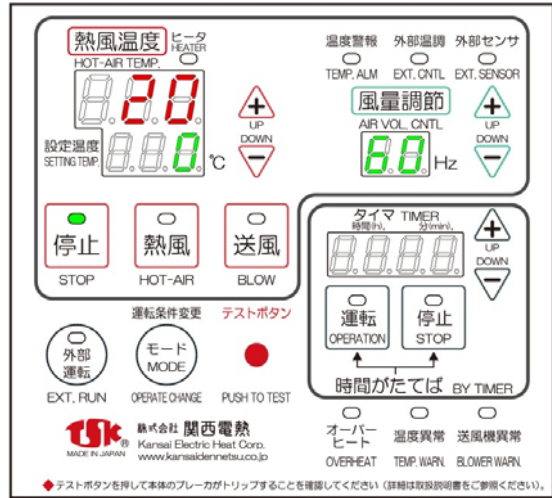 熱風温度 ヒータ
HEATER
HOT-AIR TEMP.
20
設定温度
SETTING TEMP.
0 ℃
+
UP
DOWN
−
温度警報 外部温調 外部センサ
TEMP. ALM EXT. CNTL EXT. SENSOR
風量調節
AIR VOL. CNTL
60 Hz
+
UP
DOWN
−
停止
STOP
熱風
HOT-AIR
送風
BLOW
タイマ TIMER
時間(h). 分(min).
+
UP
DOWN
−
運転
OPERATION
停止
STOP
時間がたてば BY TIMER
外部
運転
EXT. RUN
運転条件変更
モード
MODE
OPERATE CHANGE
テストボタン
PUSH TO TEST
TSK®
MADE IN JAPAN
株式会社 関西電熱
Kansai Electric Heat Corp.
www.kansaidennetsu.co.jp
オーバー
ヒート
OVERHEAT
温度異常
TEMP. WARN.
送風機異常
BLOWER WARN.
◆テストボタンを押して本体のブレーカがトリップすることを確認してください（詳細は取扱説明書をご参照ください）。